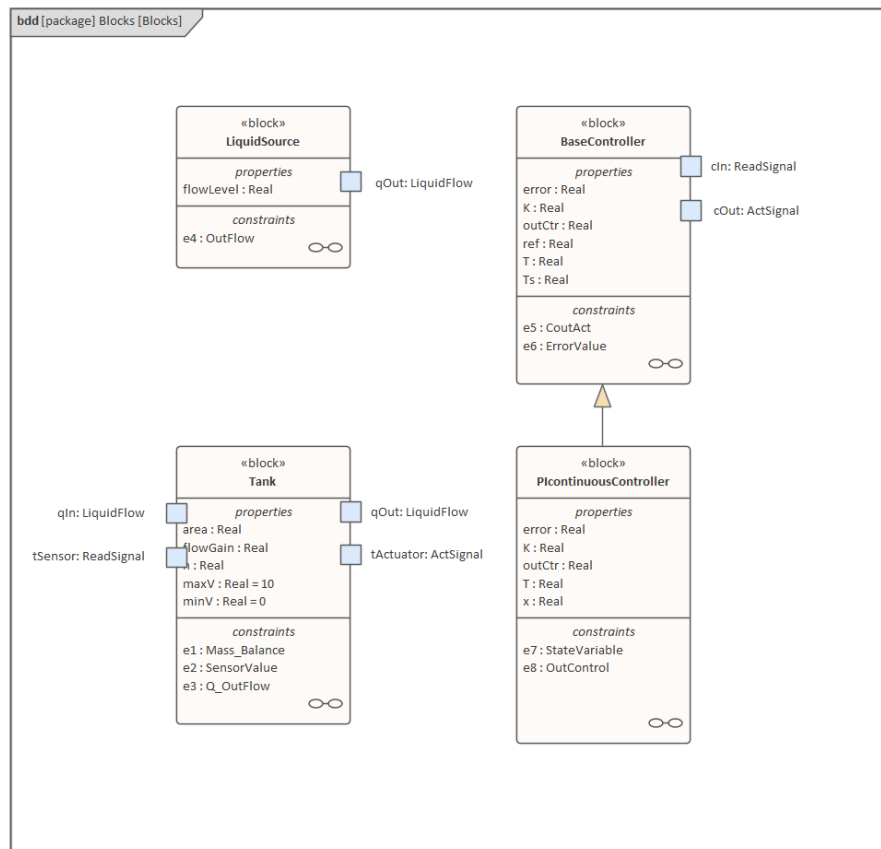 bdd [package] Blocks [Blocks]
«block»
LiquidSource
properties
flowLevel : Real
constraints
e4 : OutFlow
qOut: LiquidFlow
«block»
BaseController
properties
error : Real
K : Real
outCtr : Real
ref : Real
T : Real
Ts : Real
constraints
e5 : CoutAct
e6 : ErrorValue
cIn: ReadSignal
cOut: ActSignal
«block»
Tank
properties
area : Real
flowGain : Real
: Real
maxV : Real = 10
minV : Real = 0
constraints
e1 : Mass_Balance
e2 : SensorValue
e3 : Q_OutFlow
qIn: LiquidFlow
tSensor: ReadSignal
qOut: LiquidFlow
tActuator: ActSignal
«block»
PIcontinuousController
properties
error : Real
K : Real
outCtr : Real
T : Real
x : Real
constraints
e7 : StateVariable
e8 : OutControl